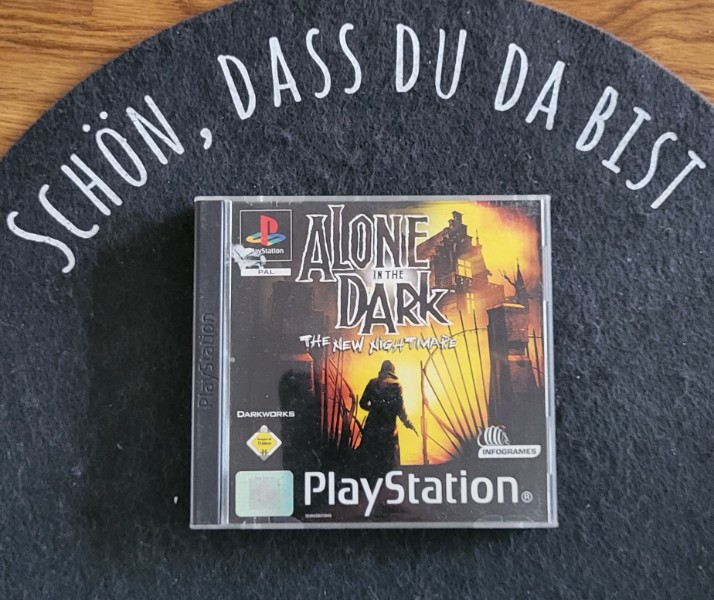 SCHÖN, DASS DU DA BIST
PlayStation
PAL
ALONE
IN THE
DARK
THE NEW NIGHTMARE
PlayStation
DARKWORKS
INFOGRAMES
PlayStation®